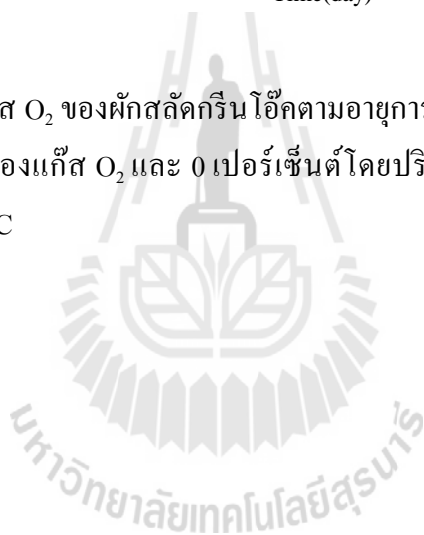 Time(day)
ส O₂ ของผักสลัดกรีนโอ๊คตามอายุการ
องแก๊ส O₂ และ 0 เปอร์เซ็นต์โดยปริ
C
มหาวิทยาลัยเทคโนโลยีสุรนารี